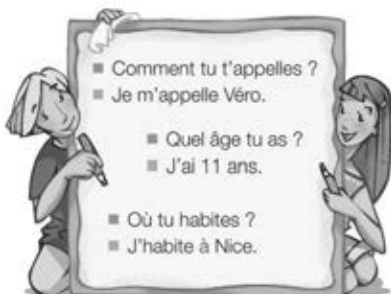 Comment tu t'appelles ?
Je m'appelle Véro.
Quel âge tu as ?
J'ai 11 ans.
Où tu habites ?
J'habite à Nice.